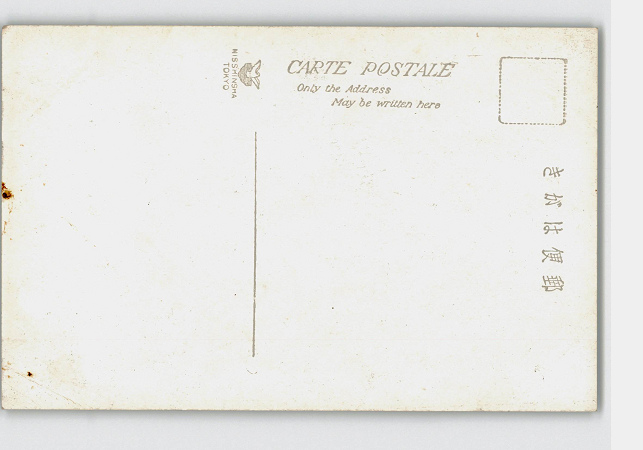 CARTE POSTALE
Only the Address
May be written here
NISSHINSHA
TOKYO
郵便はがき